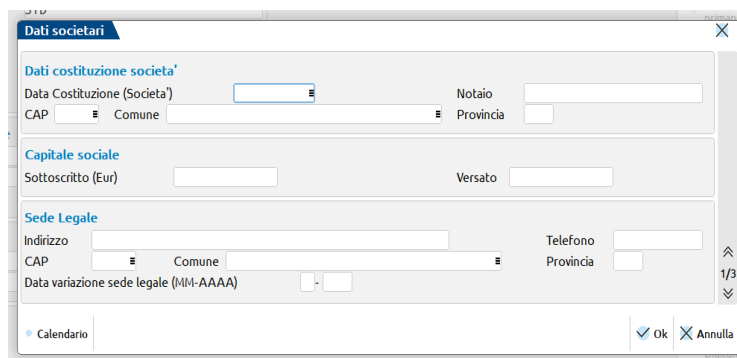 Dati societari
Dati costituzione societa'
Data Costituzione (Societa') Notaio
CAP Comune Provincia
Capitale sociale
Sottoscritto (Eur) Versato
Sede Legale
Indirizzo Telefono
CAP Comune Provincia
Data variazione sede legale (MM-AAAA) -
1/3
Calendario Ok Annulla